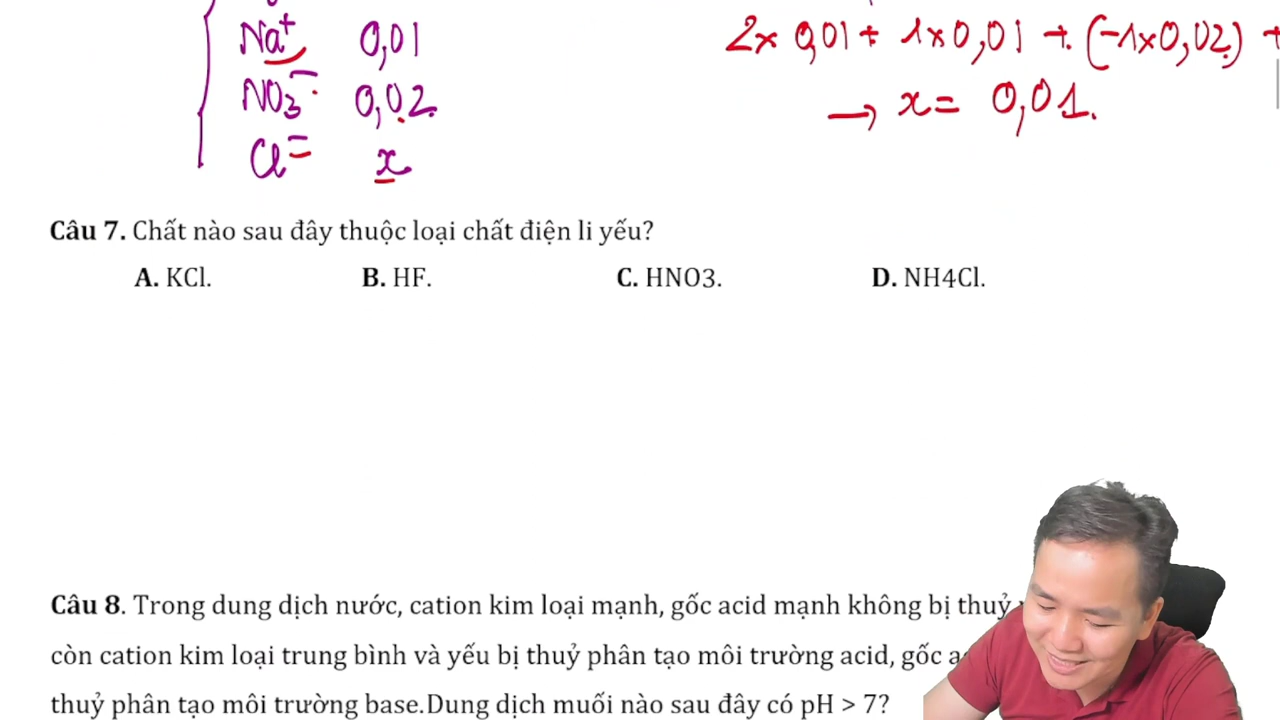 Na⁺ 0,01 2x 0,01 + 1x0,01 + (-1x0,02) +
NO3⁻ 0,02 → x = 0,01.
Cl⁻ x
Câu 7. Chất nào sau đây thuộc loại chất điện li yếu?
A. KCl. B. HF. C. HNO3. D. NH4Cl.
Câu 8. Trong dung dịch nước, cation kim loại mạnh, gốc acid mạnh không bị thuỷ
còn cation kim loại trung bình và yếu bị thuỷ phân tạo môi trường acid, gốc
thuỷ phân tạo môi trường base.Dung dịch muối nào sau đây có pH > 7?